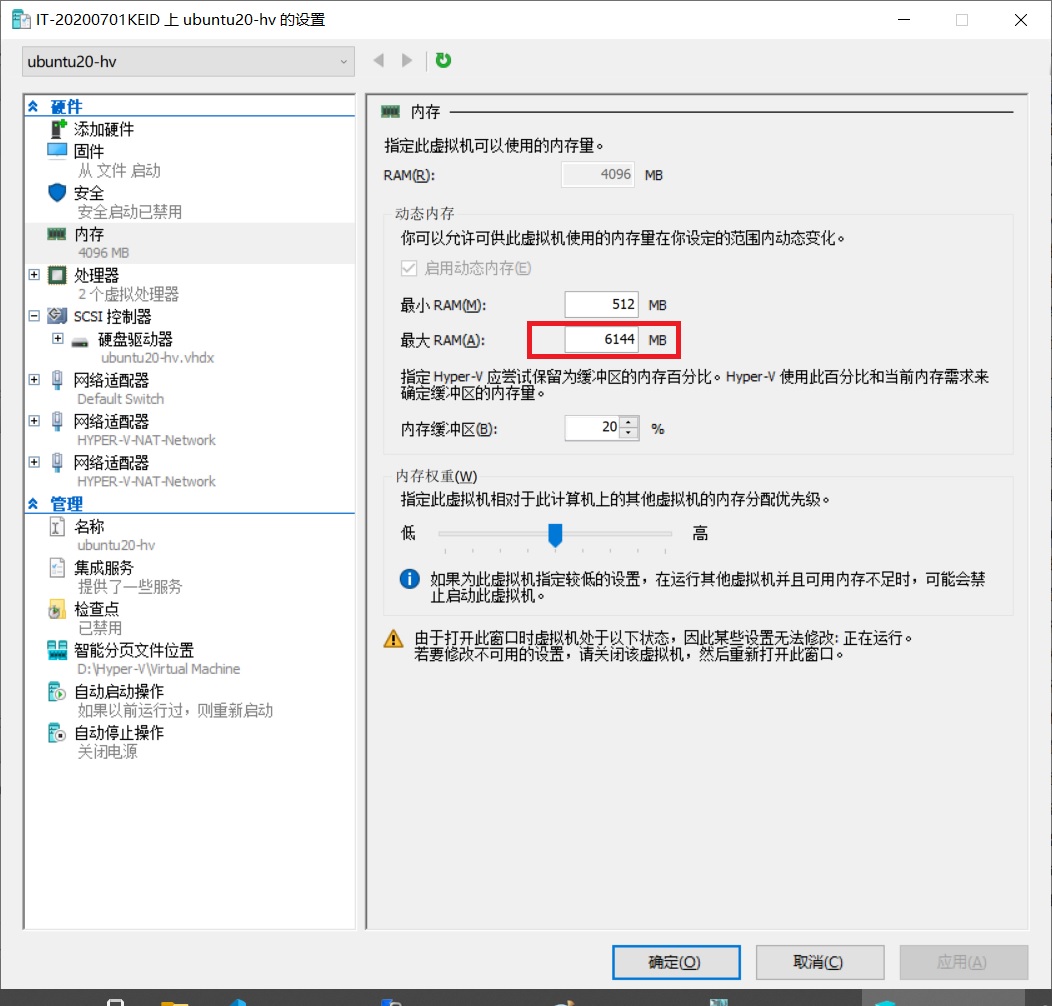 IT-20200701KEID 上 ubuntu20-hv 的设置
ubuntu20-hv
硬件
添加硬件
固件
从 文件 启动
安全
安全启动已禁用
内存
4096 MB
处理器
2 个虚拟处理器
SCSI 控制器
硬盘驱动器
ubuntu20-hv.vhdx
网络适配器
Default Switch
网络适配器
HYPER-V-NAT-Network
网络适配器
HYPER-V-NAT-Network
管理
名称
ubuntu20-hv
集成服务
提供了一些服务
检查点
已禁用
智能分页文件位置
D:\Hyper-V\Virtual Machine
自动启动操作
如果以前运行过，则重新启动
自动停止操作
关闭电源
内存
指定此虚拟机可以使用的内存量。
RAM(R): 4096 MB
动态内存
你可以允许可供此虚拟机使用的内存量在你设定的范围内动态变化。
启用动态内存(E)
最小 RAM(M): 512 MB
最大 RAM(A): 6144 MB
指定 Hyper-V 应尝试保留为缓冲区的内存百分比。Hyper-V 使用此百分比和当前内存需求来
确定缓冲区的内存量。
内存缓冲区(B): 20 %
内存权重(W)
指定此虚拟机相对于此计算机上的其他虚拟机的内存分配优先级。
低 高
如果为此虚拟机指定较低的设置，在运行其他虚拟机并且可用内存不足时，可能会禁
止启动此虚拟机。
由于打开此窗口时虚拟机处于以下状态，因此某些设置无法修改: 正在运行。
若要修改不可用的设置，请关闭该虚拟机，然后重新打开此窗口。
确定(O) 取消(C) 应用(A)